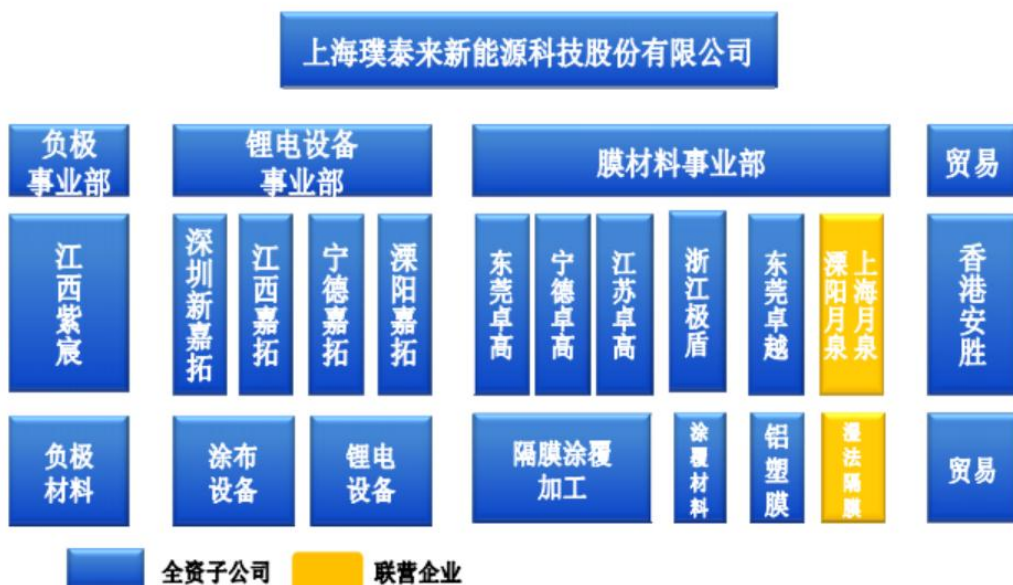 上海璞泰来新能源科技股份有限公司
负极
事业部
锂电设备
事业部
膜材料事业部
贸易
江西紫宸
深圳新嘉拓
江西嘉拓
宁德嘉拓
溧阳嘉拓
东莞卓高
宁德卓高
江苏卓高
浙江极盾
东莞卓越
上海月泉
溧阳月泉
香港安胜
负极
材料
涂布
设备
锂电
设备
隔膜涂覆
加工
涂覆材料
铝塑膜
湿法隔膜
贸易
全资子公司
联营企业